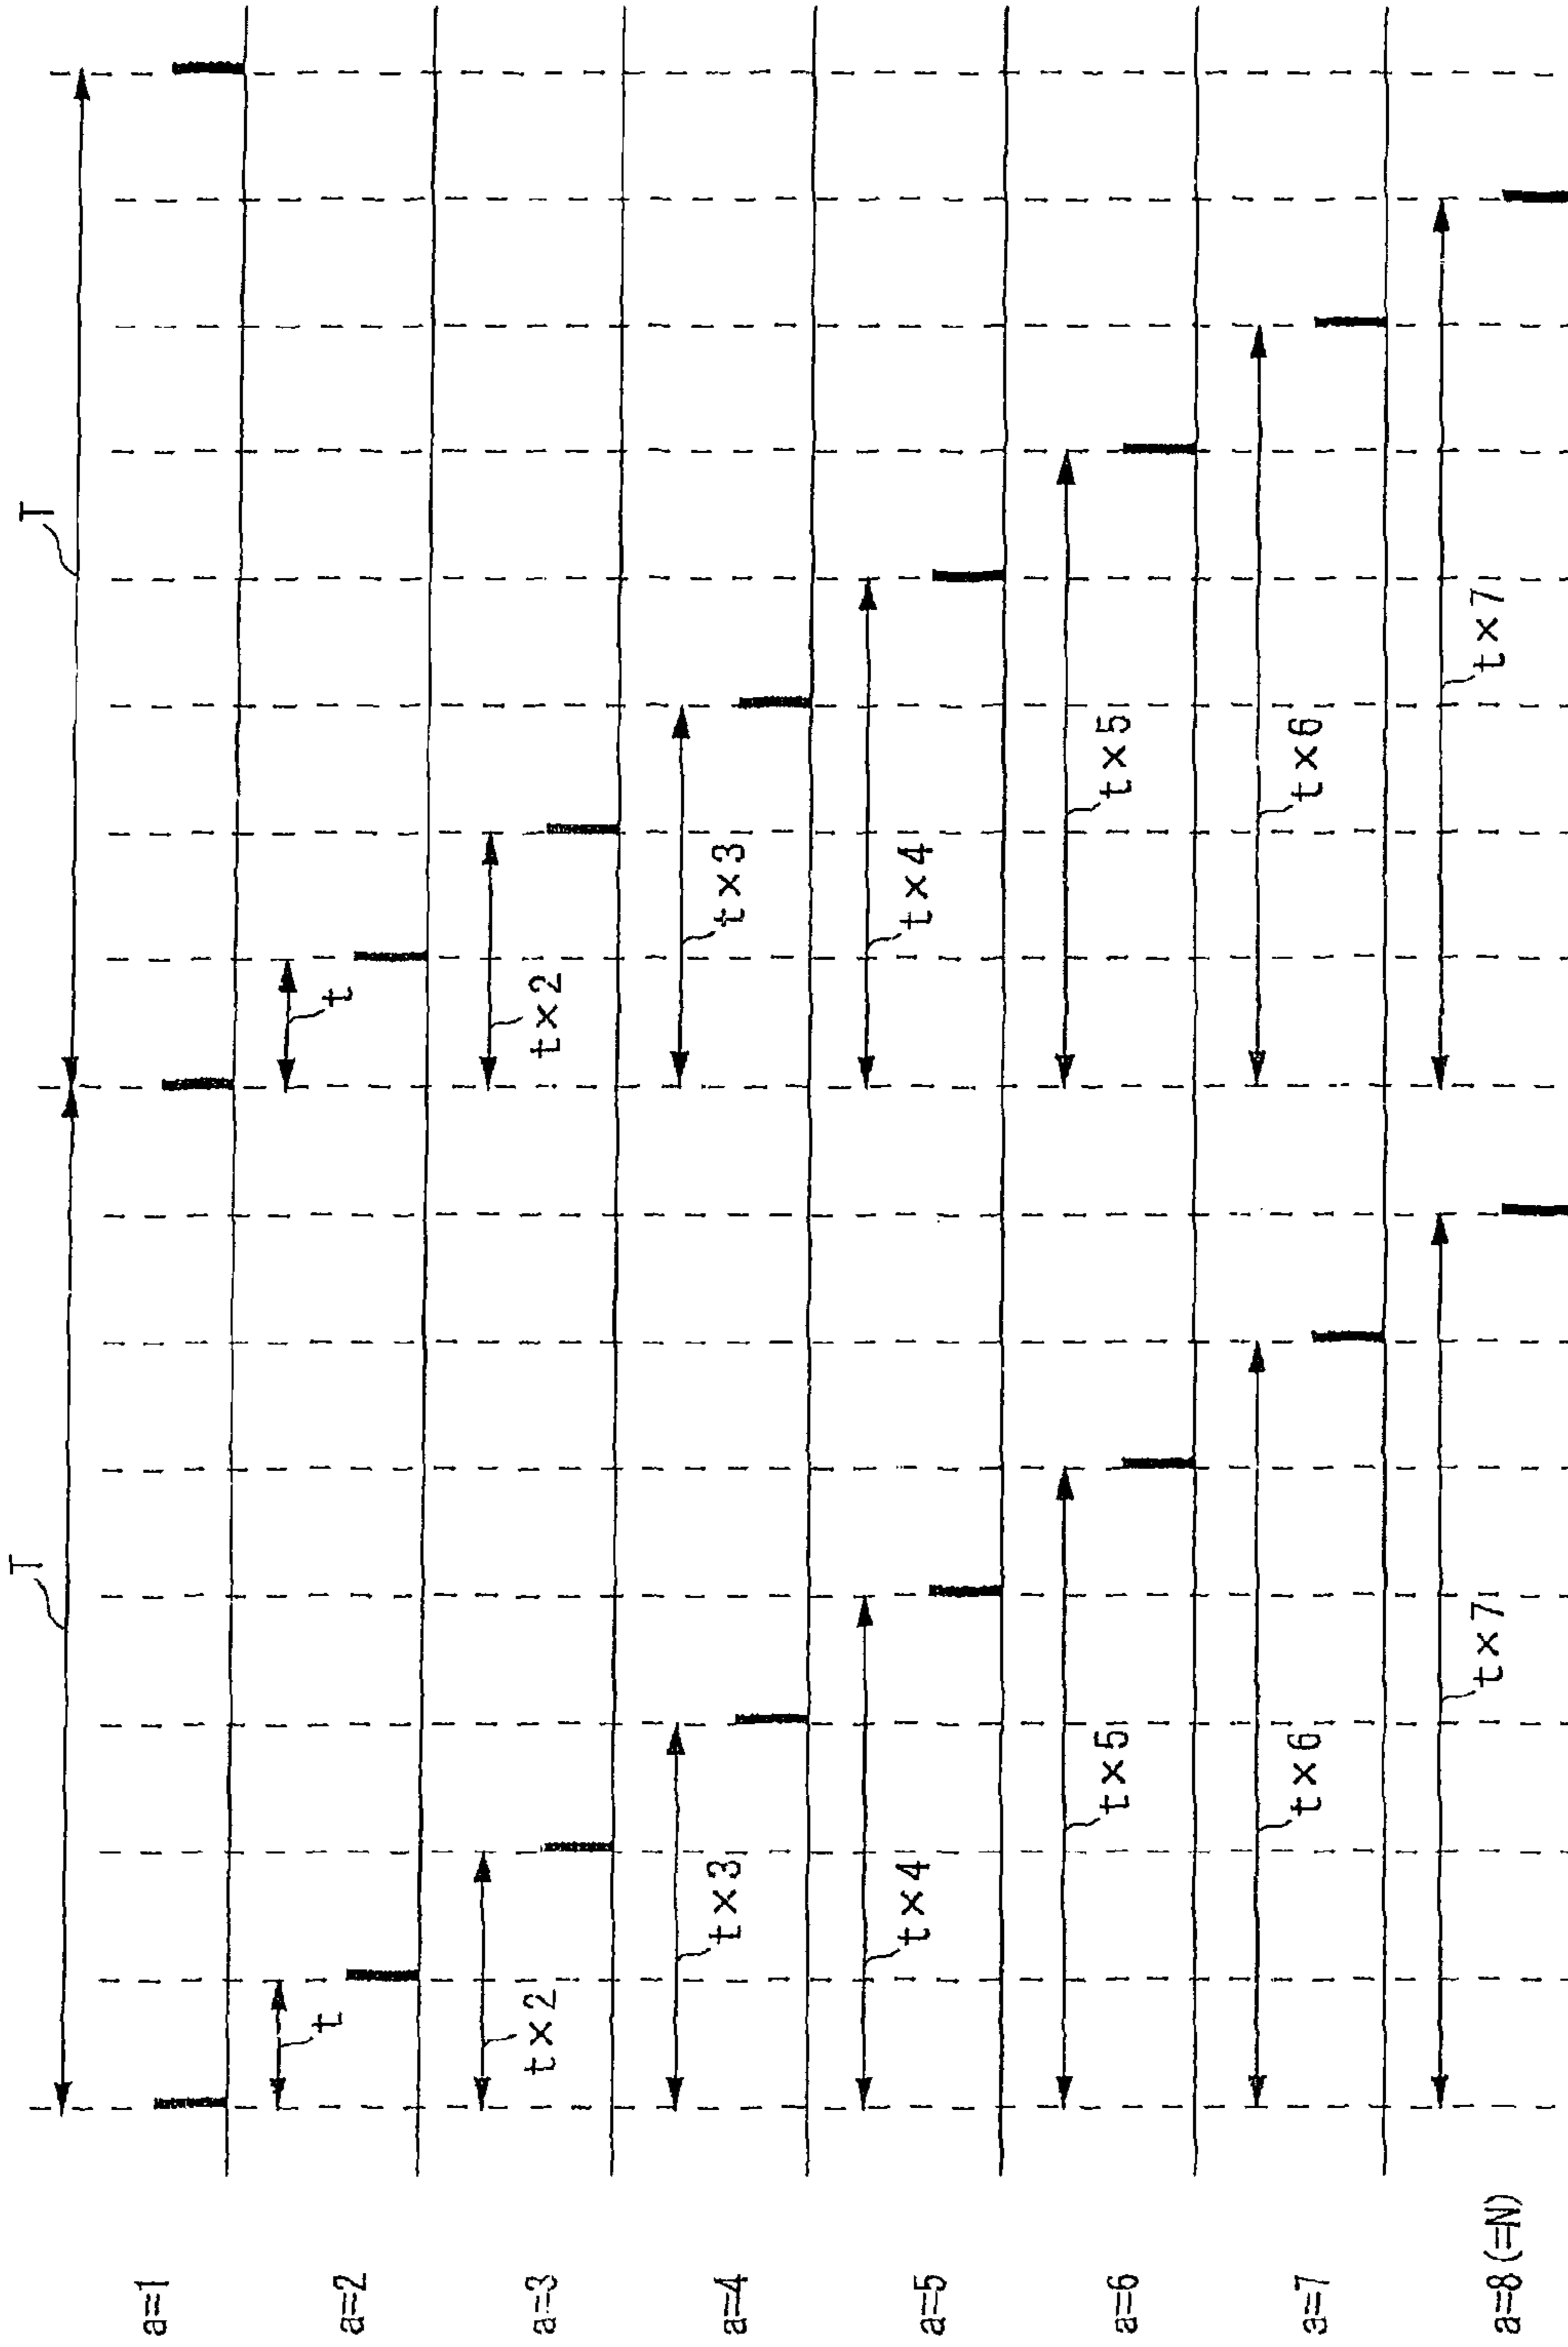 T T
a=1
a=2
t t
a=3
t×2 t×2
a=4
t×3 t×3
a=5
t×4 t×4
a=6
t×5 t×5
a=7
t×6 t×6
a=8(=N)
t×7 t×7